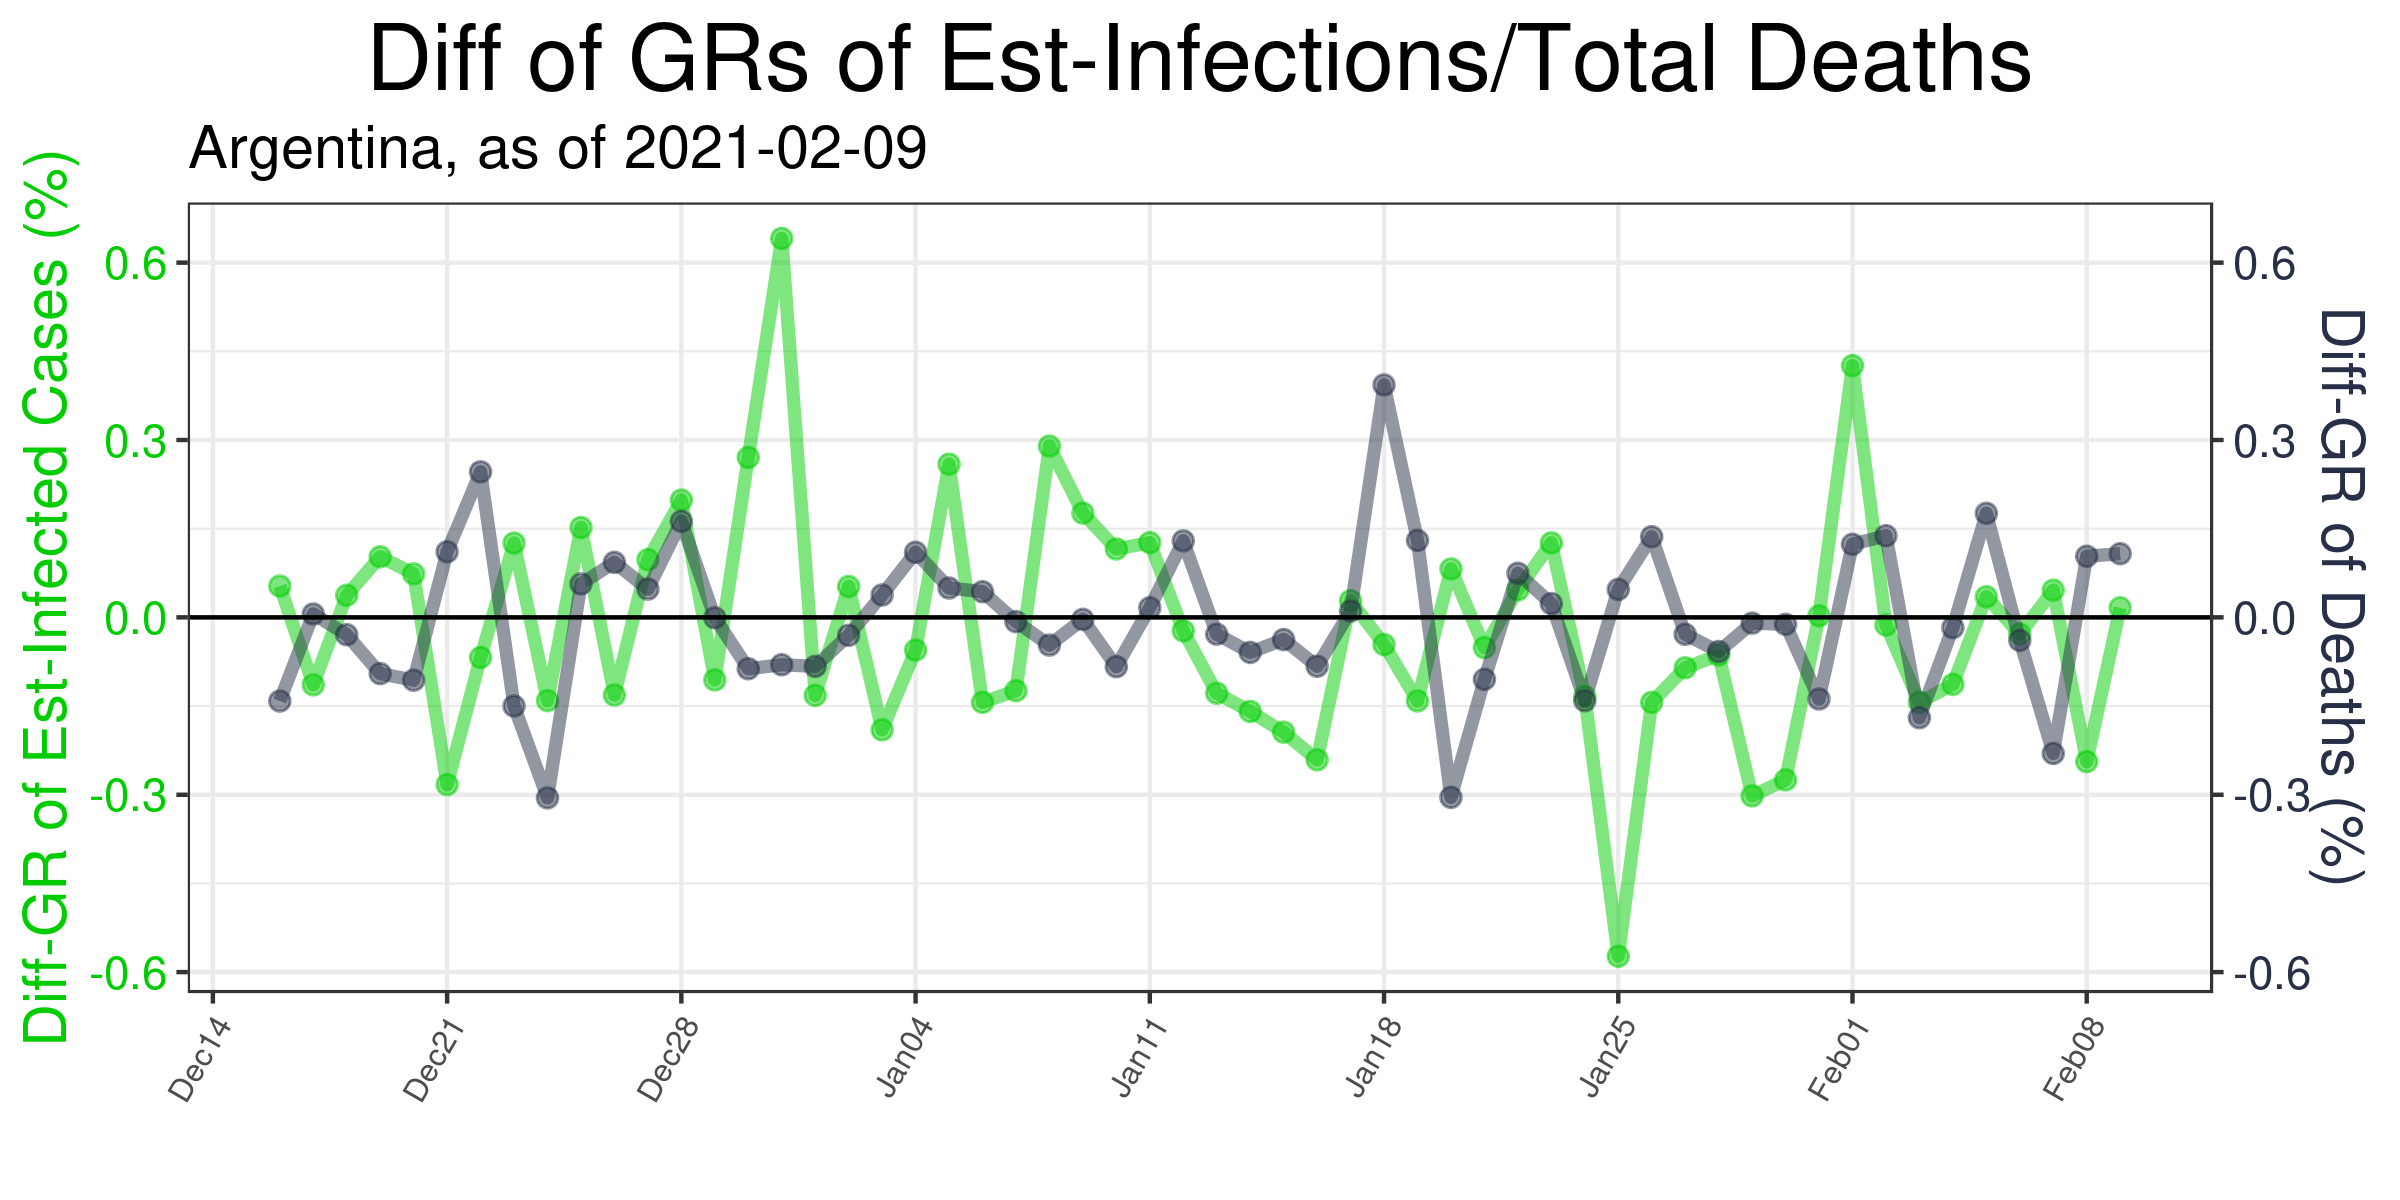 Diff of GRs of Est-Infections/Total Deaths
Argentina, as of 2021-02-09
Diff-GR of Est-Infected Cases (%)
0.6
0.3
0.0
-0.3
-0.6
0.6
0.3
0.0
-0.3
-0.6
Diff-GR of Deaths (%)
Dec14
Dec21
Dec28
Jan04
Jan11
Jan18
Jan25
Feb01
Feb08